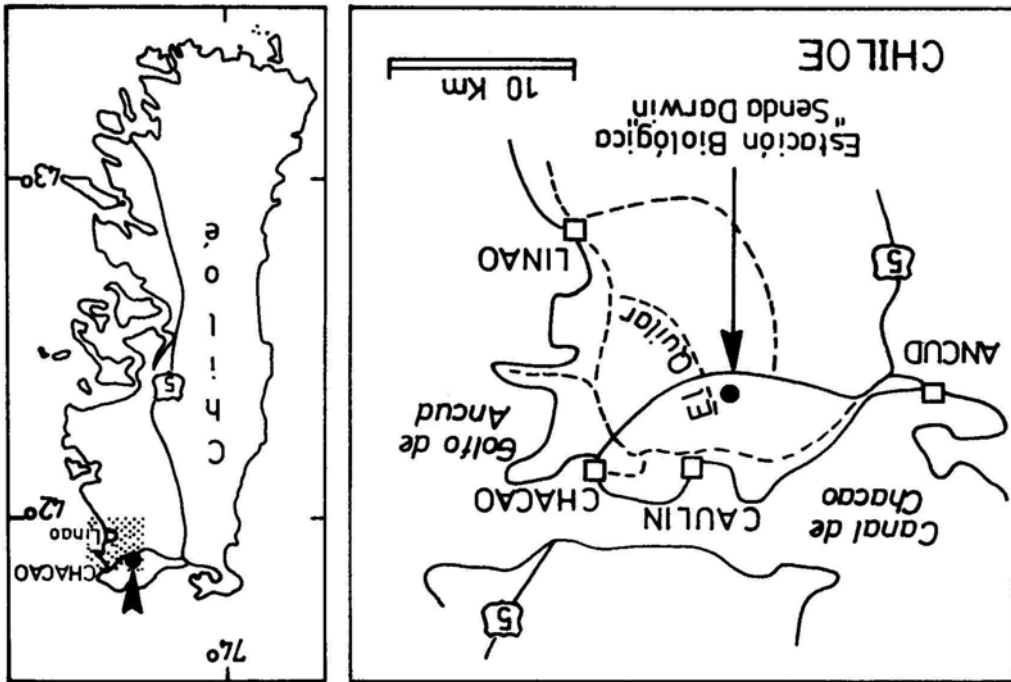 5
Canal de
Chacao
CAULIN
CHACAO
Golfo de
Ancud
ANCUD
El Quilar
5
LINAO
Estación Biológica
"Senda Darwin"
10 Km
CHILOE
74°
CHACAO
Linao
42°
Chiloé
5
43°